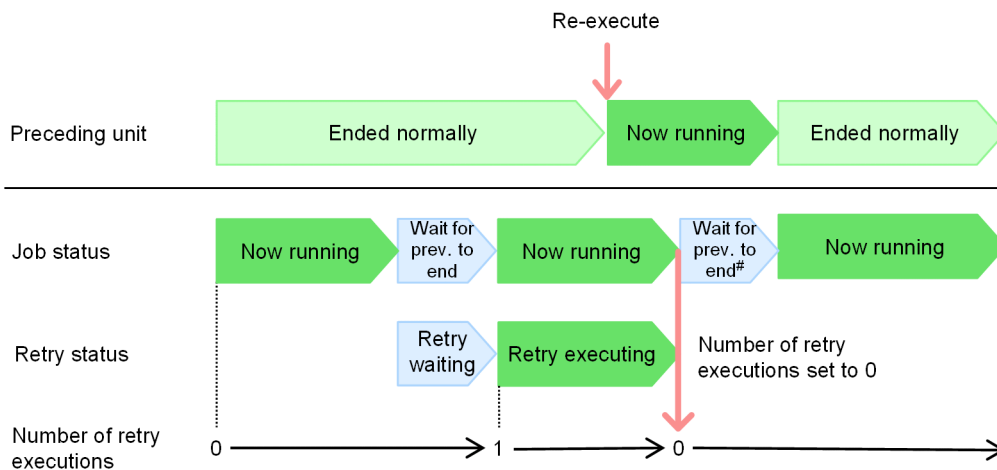 Re-execute
Preceding unit
Ended normally
Now running
Ended normally
Job status
Now running
Wait for
prev. to
end
Now running
Wait for
prev. to
end#
Now running
Retry status
Retry
waiting
Retry executing
Number of retry
executions set to 0
Number of retry
executions
0
1
0